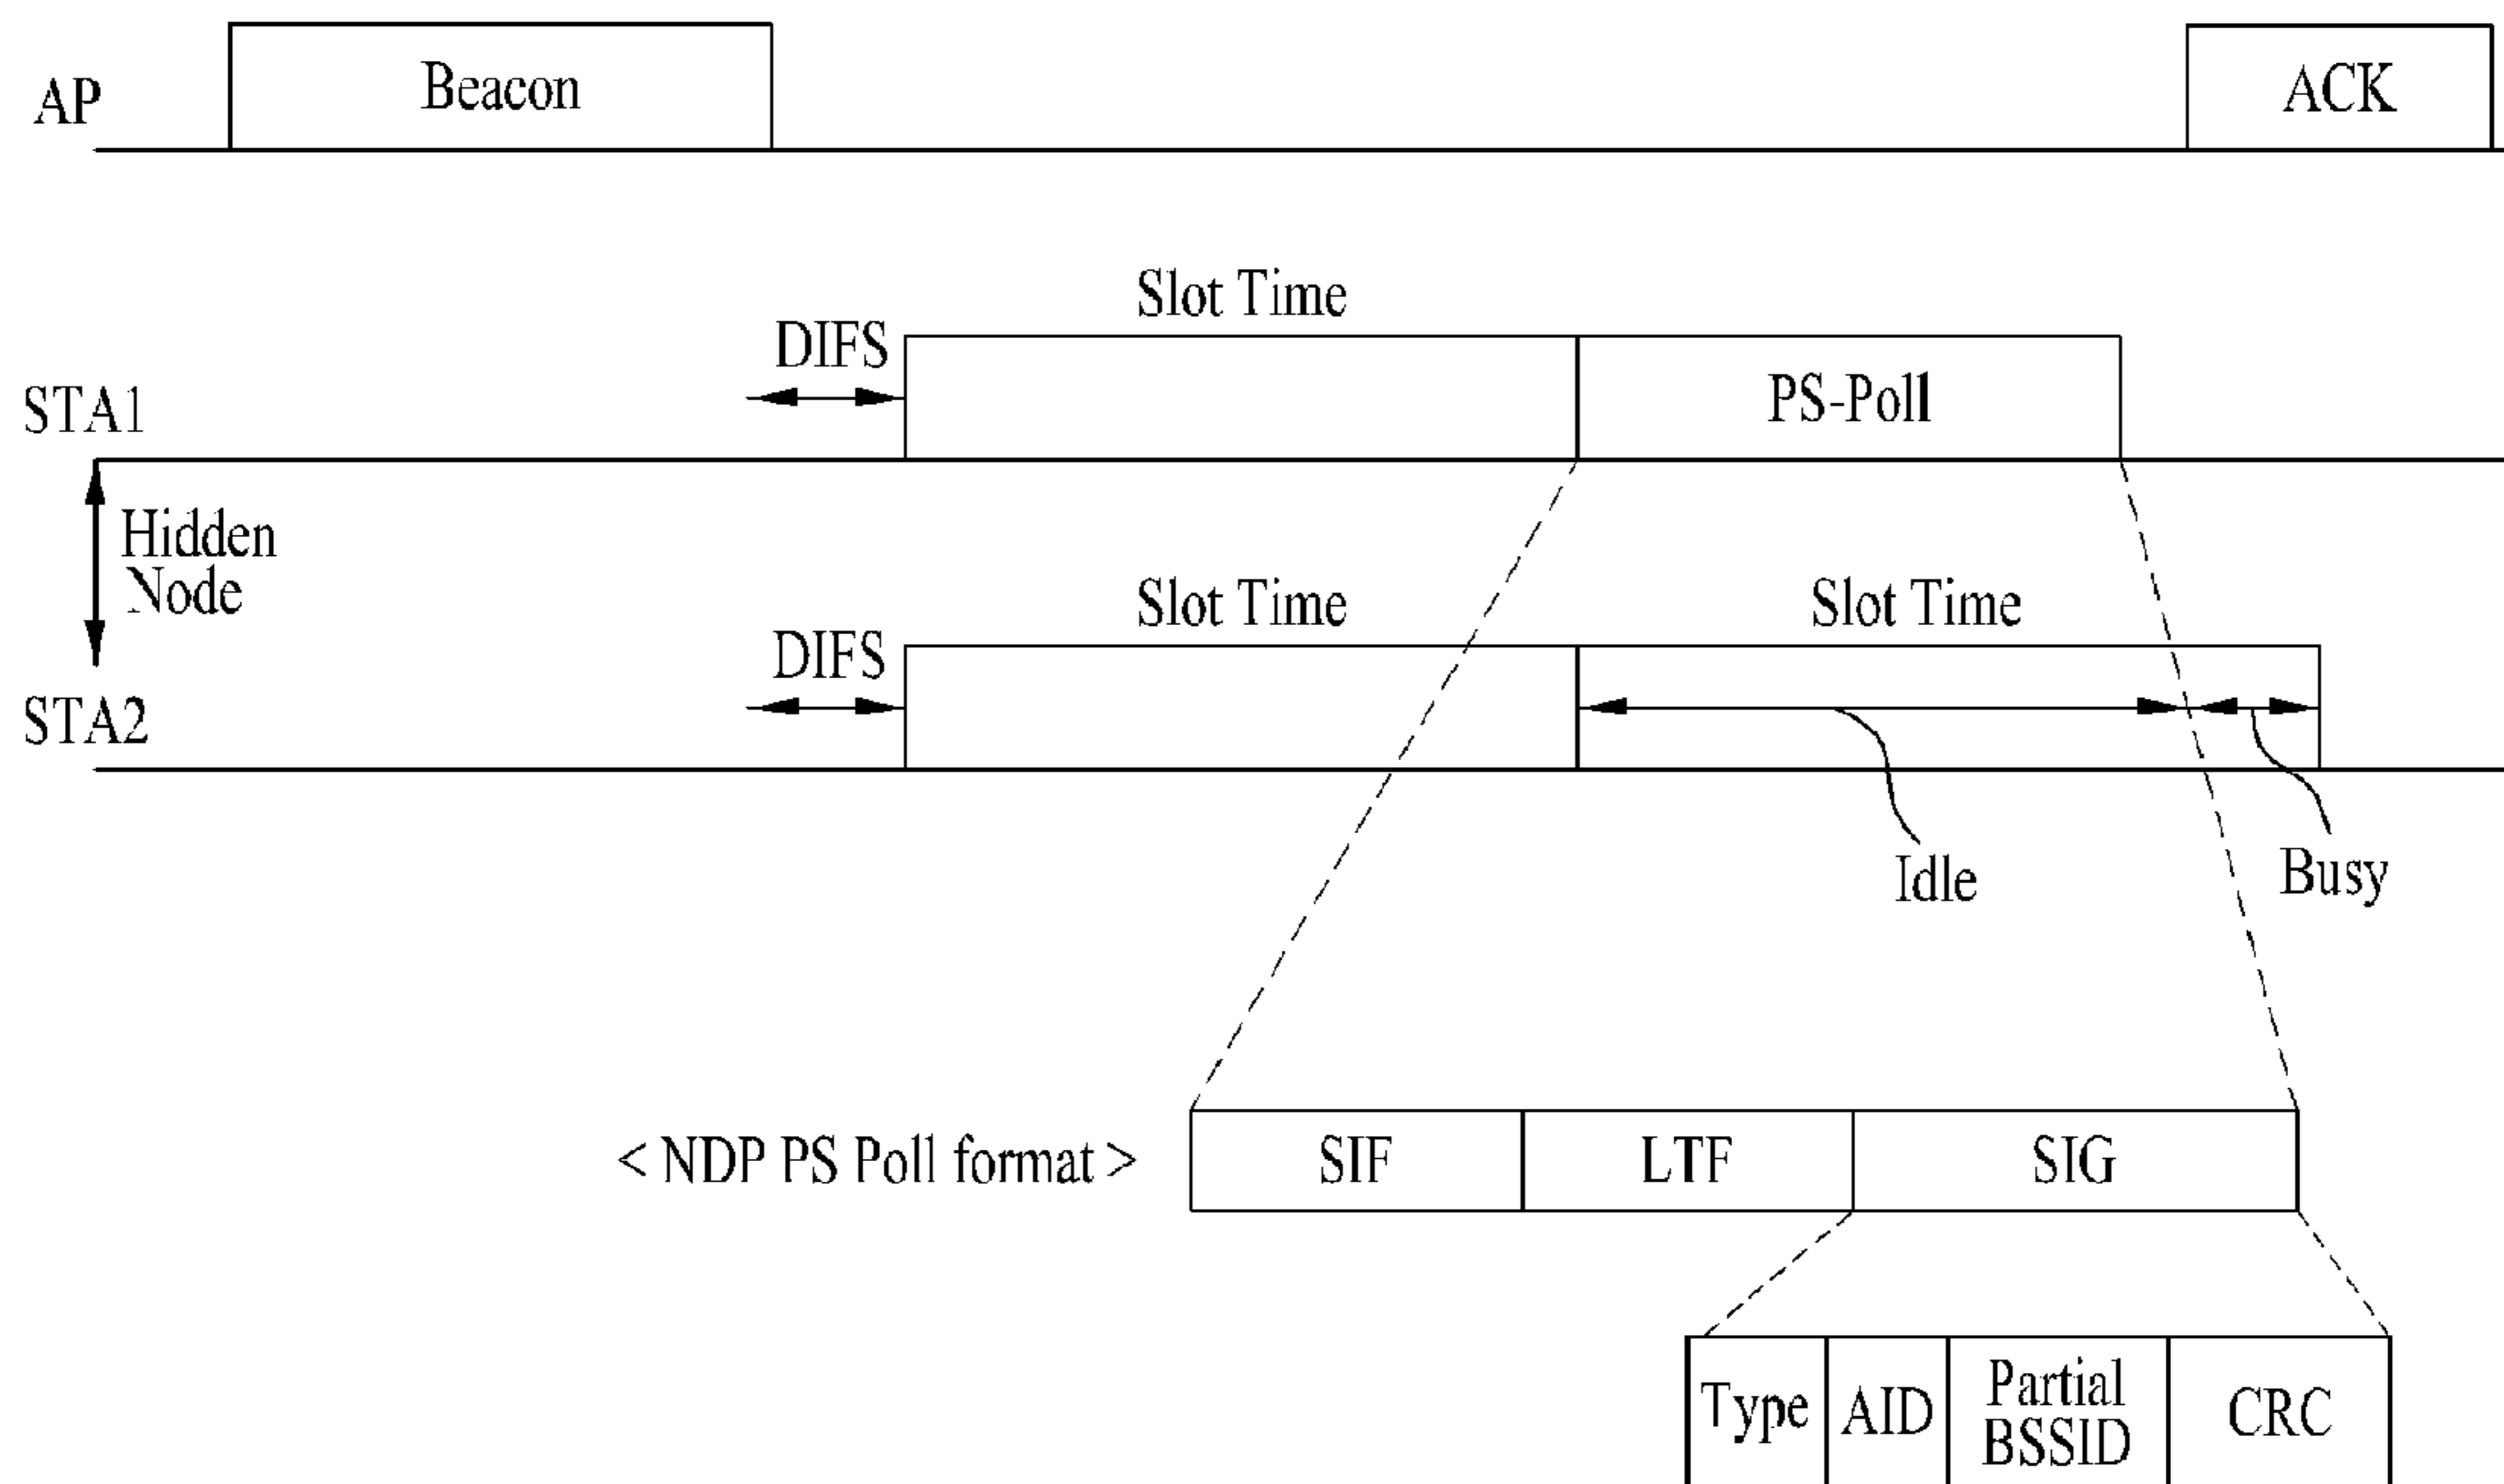 AP
Beacon
ACK
Slot Time
DIFS
STA1
PS-Poll
Hidden
Node
Slot Time
Slot Time
DIFS
STA2
Idle
Busy
< NDP PS Poll format >
SIF
LTF
SIG
Type
AID
Partial
BSSID
CRC